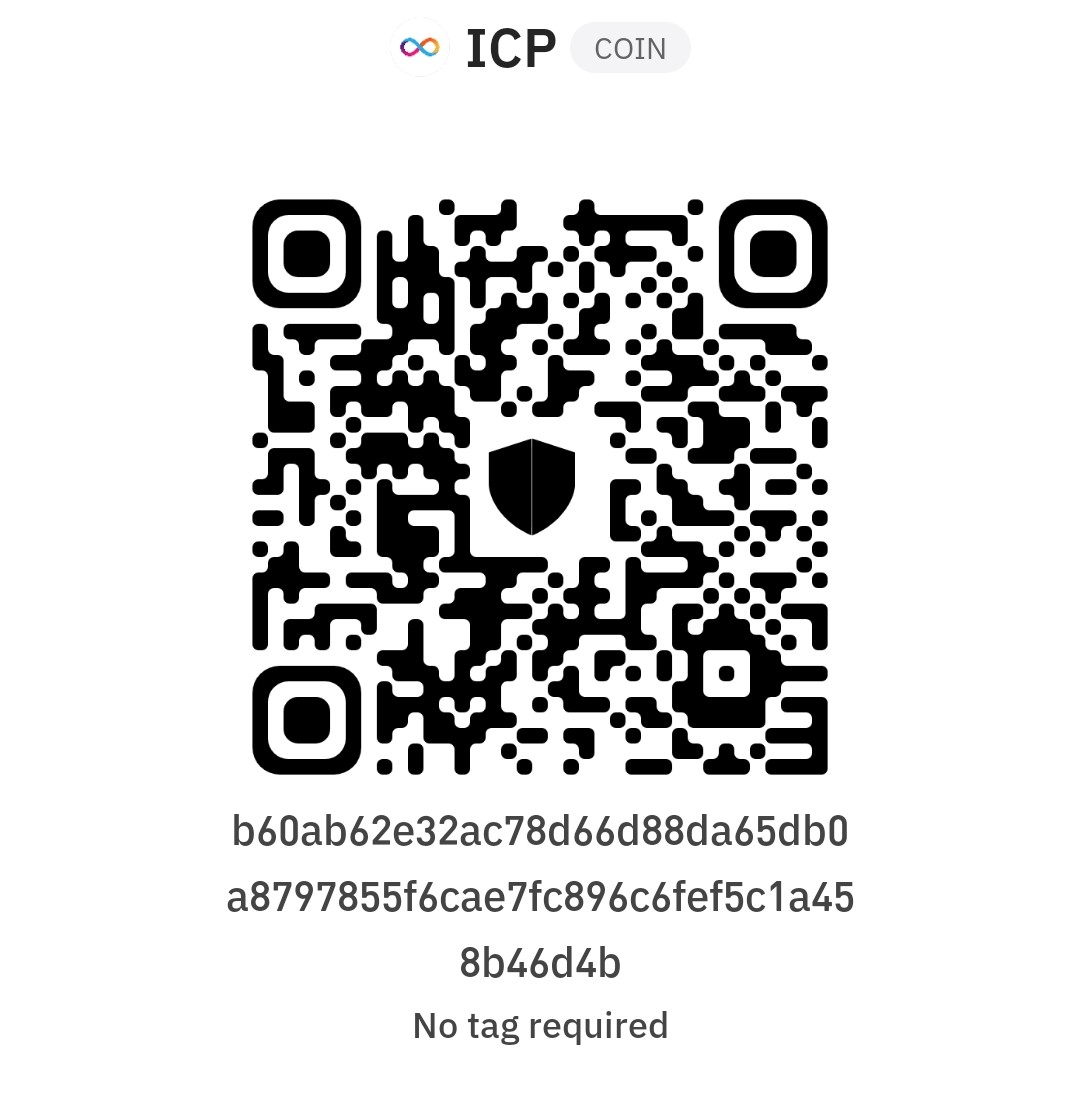 ICP COIN
b60ab62e32ac78d66d88da65db0
a8797855f6cae7fc896c6fef5c1a45
8b46d4b
No tag required